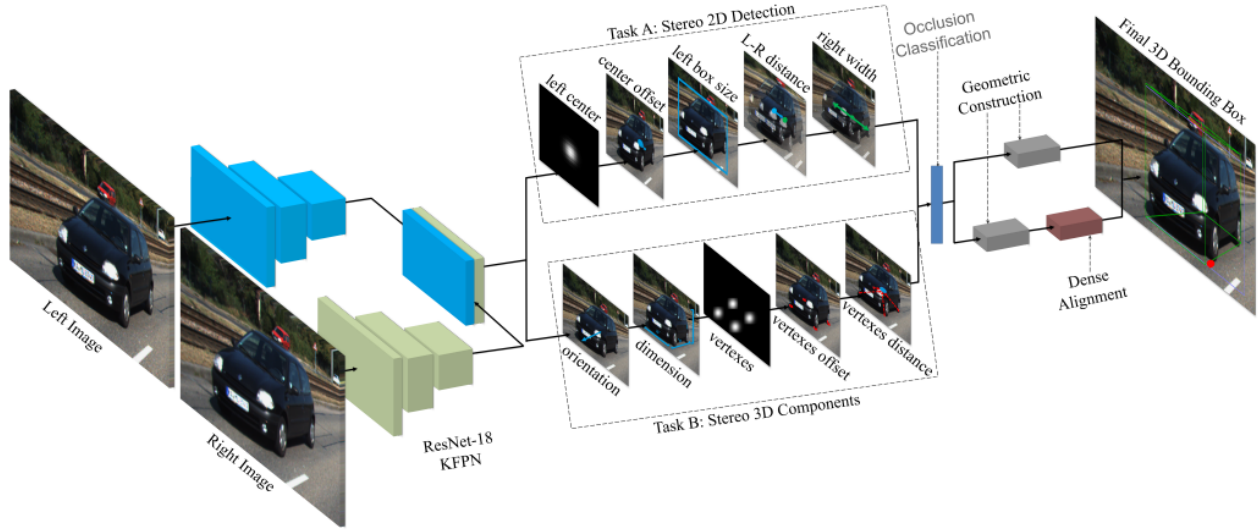 Task A: Stereo 2D Detection
left center
center offset
left box size
L-R distance
right width
Occlusion
Classification
Geometric
Construction
Final 3D Bounding Box
Left Image
Right Image
ResNet-18
KFPN
orientation
dimension
vertexes
vertexes offset
vertexes distance
Task B: Stereo 3D Components
Dense
Alignment